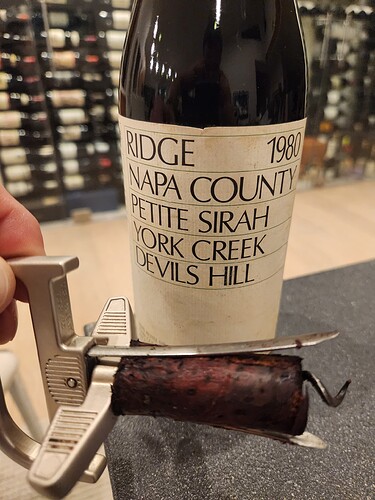 RIDGE 1980
NAPA COUNTY
PETITE SIRAH
YORK CREEK
DEVILS HILL